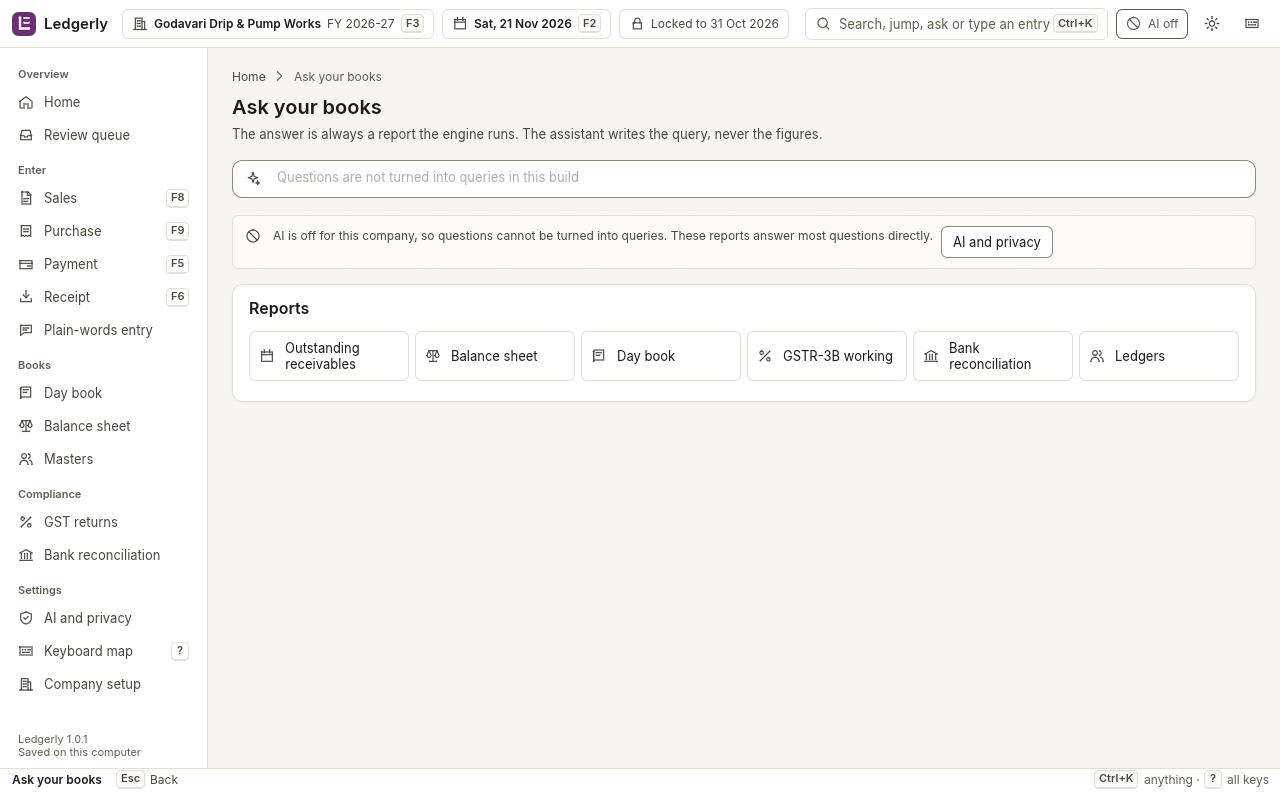 Ledgerly
Godavari Drip & Pump Works FY 2026-27 F3
Sat, 21 Nov 2026 F2
Locked to 31 Oct 2026
Search, jump, ask or type an entry Ctrl+K
AI off
Overview
Home
Review queue
Enter
Sales F8
Purchase F9
Payment F5
Receipt F6
Plain-words entry
Books
Day book
Balance sheet
Masters
Compliance
GST returns
Bank reconciliation
Settings
AI and privacy
Keyboard map ?
Company setup
Ledgerly 1.0.1
Saved on this computer
Home > Ask your books
Ask your books
The answer is always a report the engine runs. The assistant writes the query, never the figures.
Questions are not turned into queries in this build
AI is off for this company, so questions cannot be turned into queries. These reports answer most questions directly. AI and privacy
Reports
Outstanding
receivables
Balance sheet
Day book
GSTR-3B working
Bank
reconciliation
Ledgers
Ask your books Esc Back
Ctrl+K anything · ? all keys